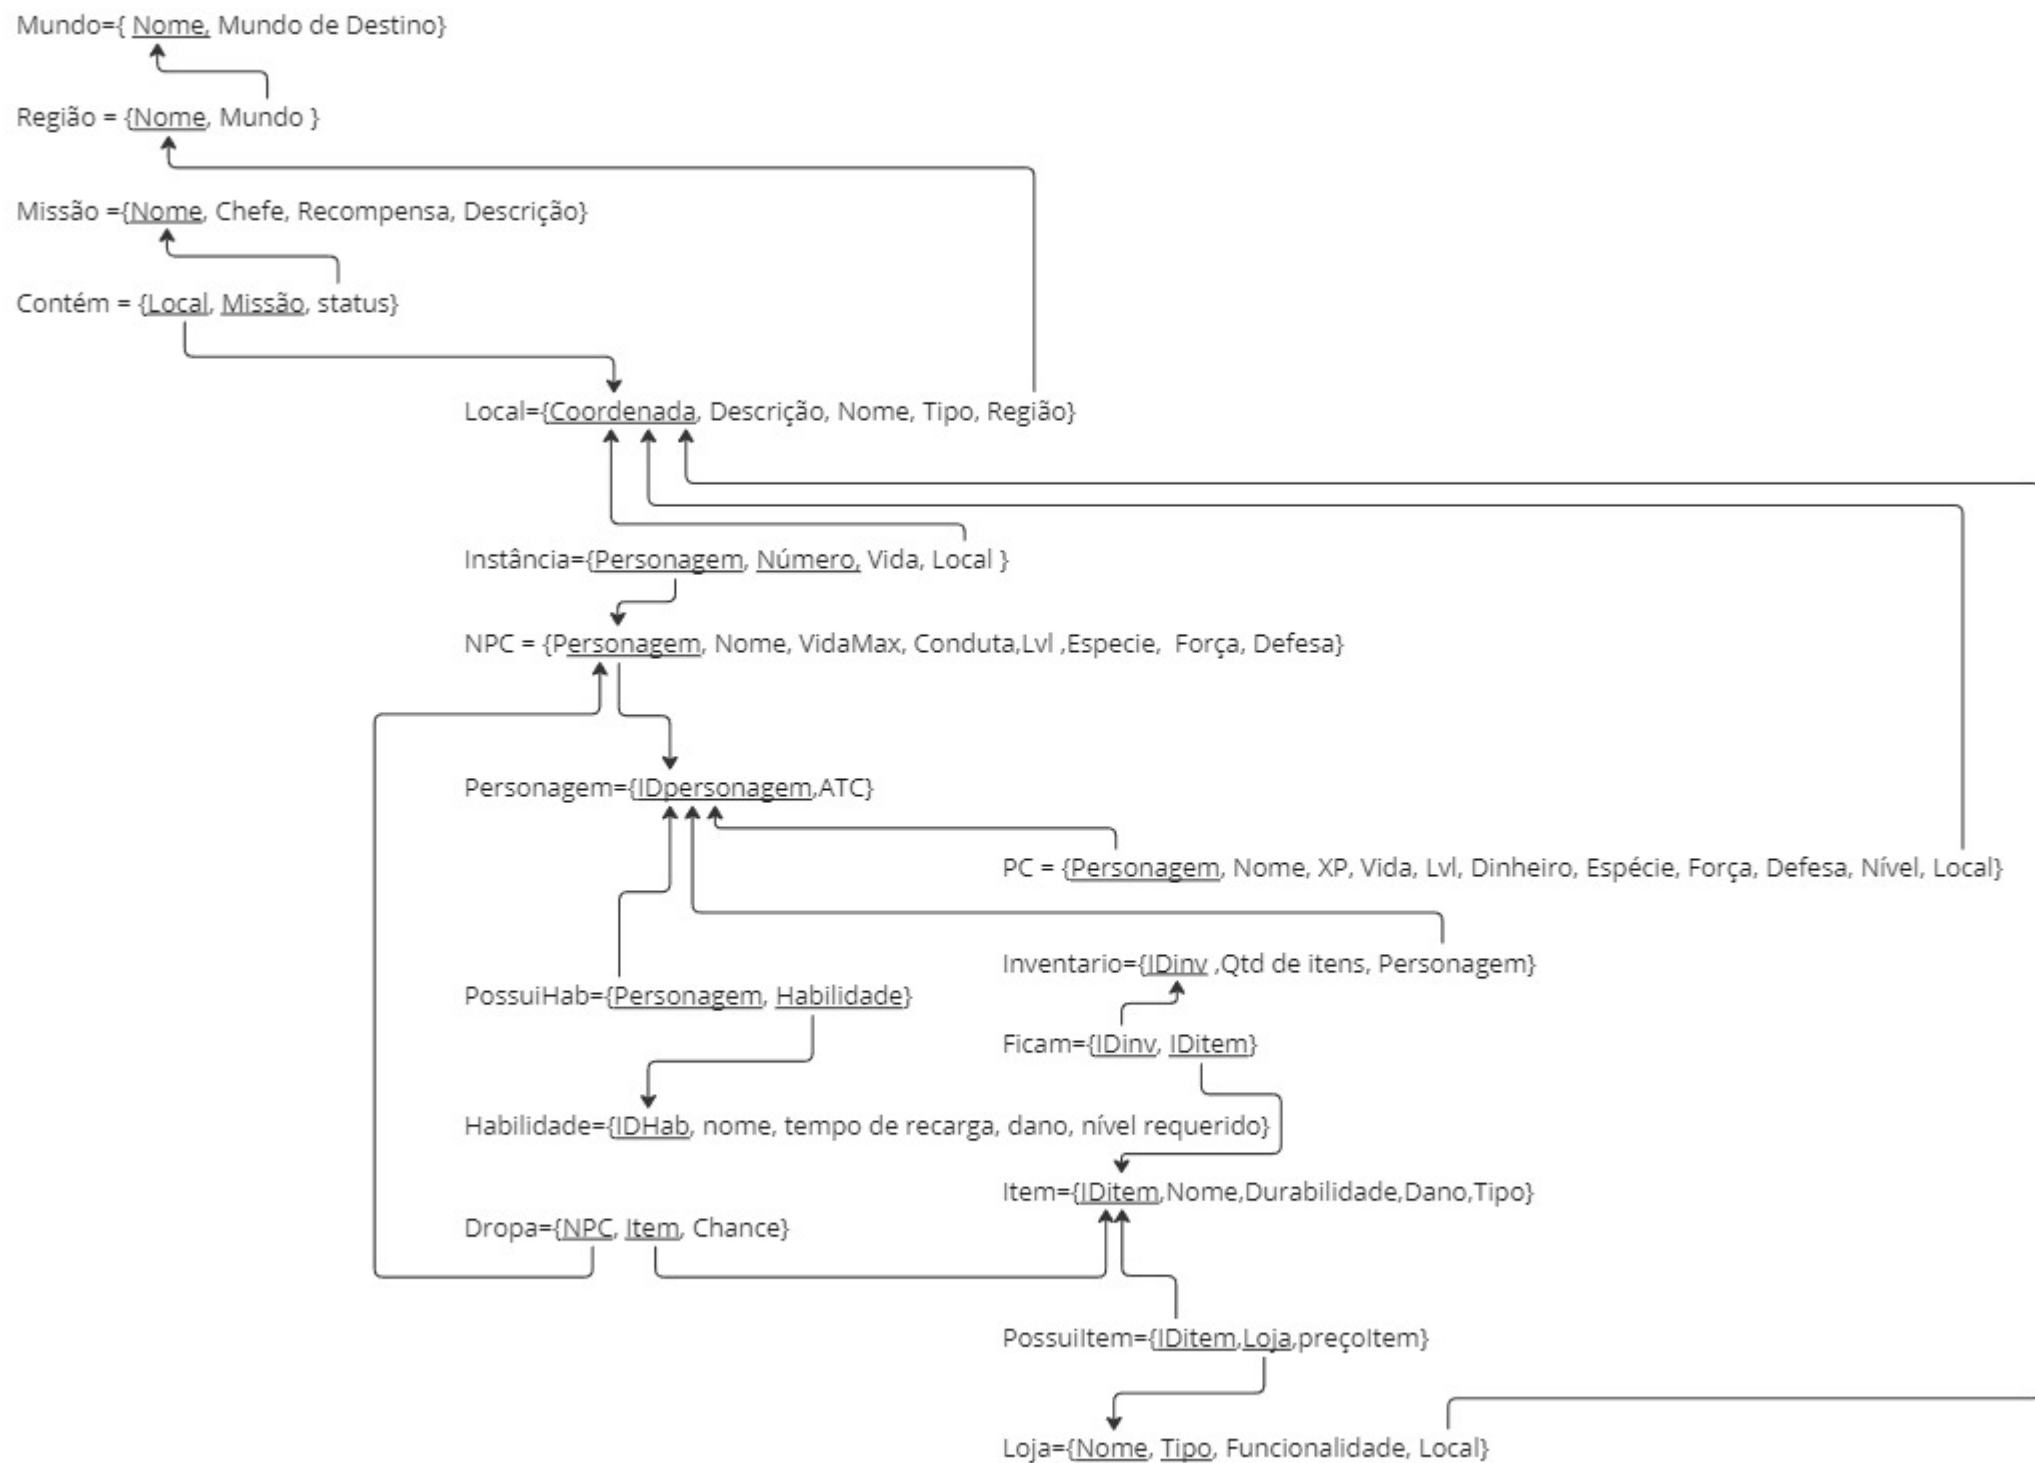 Mundo={ Nome, Mundo de Destino}
Região = {Nome, Mundo }
Missão ={Nome, Chefe, Recompensa, Descrição}
Contém = {Local, Missão, status}
Local={Coordenada, Descrição, Nome, Tipo, Região}
Instância={Personagem, Número, Vida, Local }
NPC = {Personagem, Nome, VidaMax, Conduta,Lvl ,Especie,  Força, Defesa}
Personagem={IDpersonagem,ATC}
PC = {Personagem, Nome, XP, Vida, Lvl, Dinheiro, Espécie, Força, Defesa, Nível, Local}
Inventario={IDinv ,Qtd de itens, Personagem}
PossuiHab={Personagem, Habilidade}
Ficam={IDinv, IDitem}
Habilidade={IDHab, nome, tempo de recarga, dano, nível requerido}
Item={IDitem,Nome,Durabilidade,Dano,Tipo}
Dropa={NPC, Item, Chance}
PossuiItem={IDitem,Loja,preçoItem}
Loja={Nome, Tipo, Funcionalidade, Local}